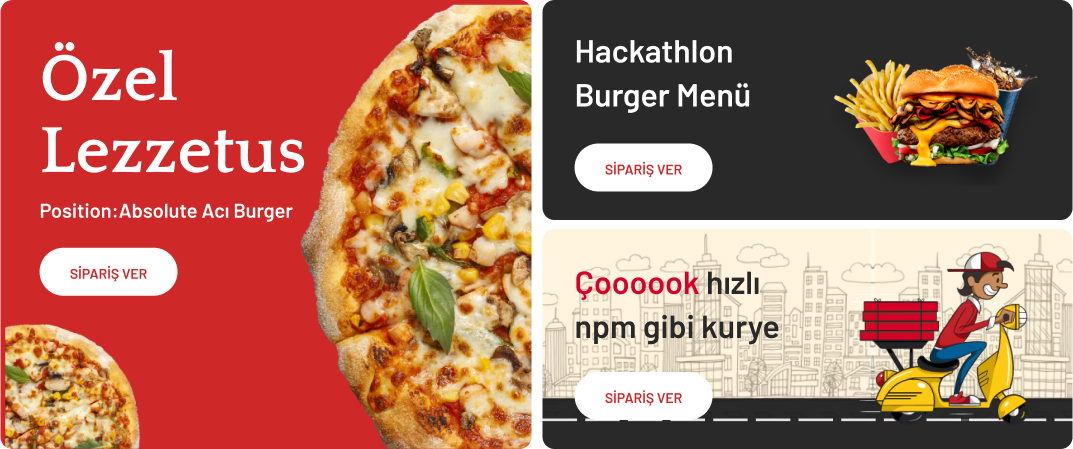 Özel
Lezzetus
Position:Absolute Acı Burger
SİPARİŞ VER
Hackathlon
Burger Menü
SİPARİŞ VER
Çoooook hızlı
npm gibi kurye
SİPARİŞ VER